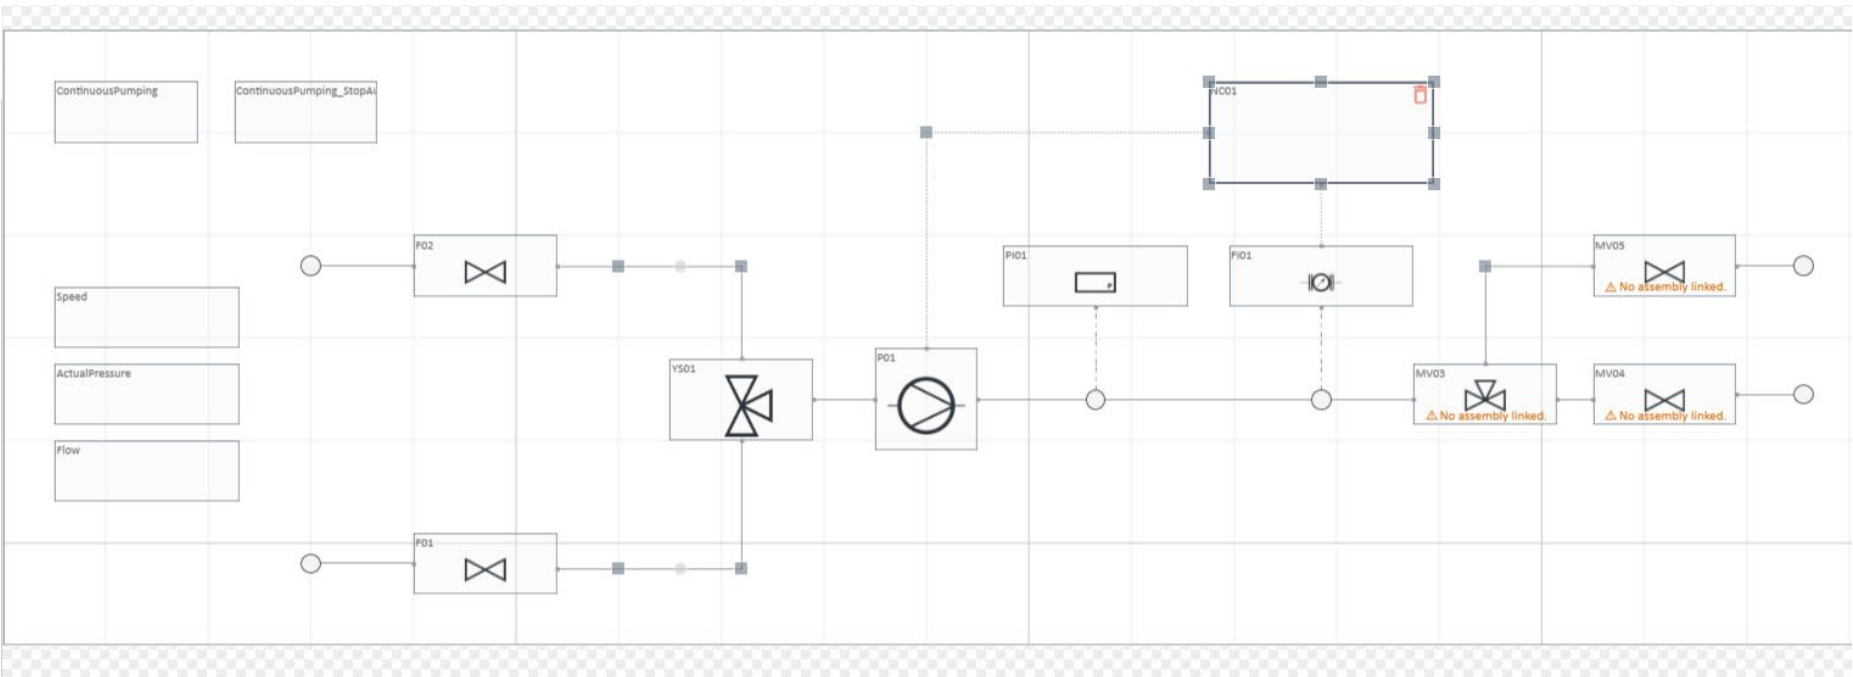 ContinuousPumping
ContinuousPumping_StopAu
NC01
F02
PI01
FI01
MV05
⚠ No assembly linked.
Speed
YS01
P01
ActualPressure
MV03
⚠ No assembly linked.
MV04
⚠ No assembly linked.
Flow
F01